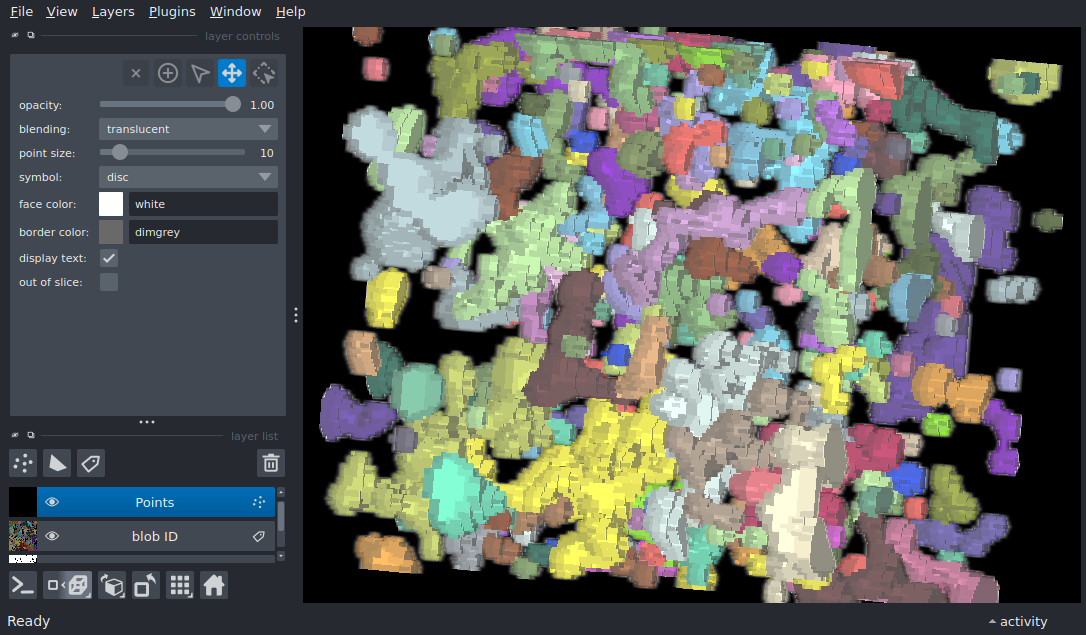 File View Layers Plugins Window Help
layer controls
opacity: 1.00
blending: translucent
point size: 10
symbol: disc
face color: white
border color: dimgrey
display text:
out of slice:
layer list
Points
blob ID
Ready
activity